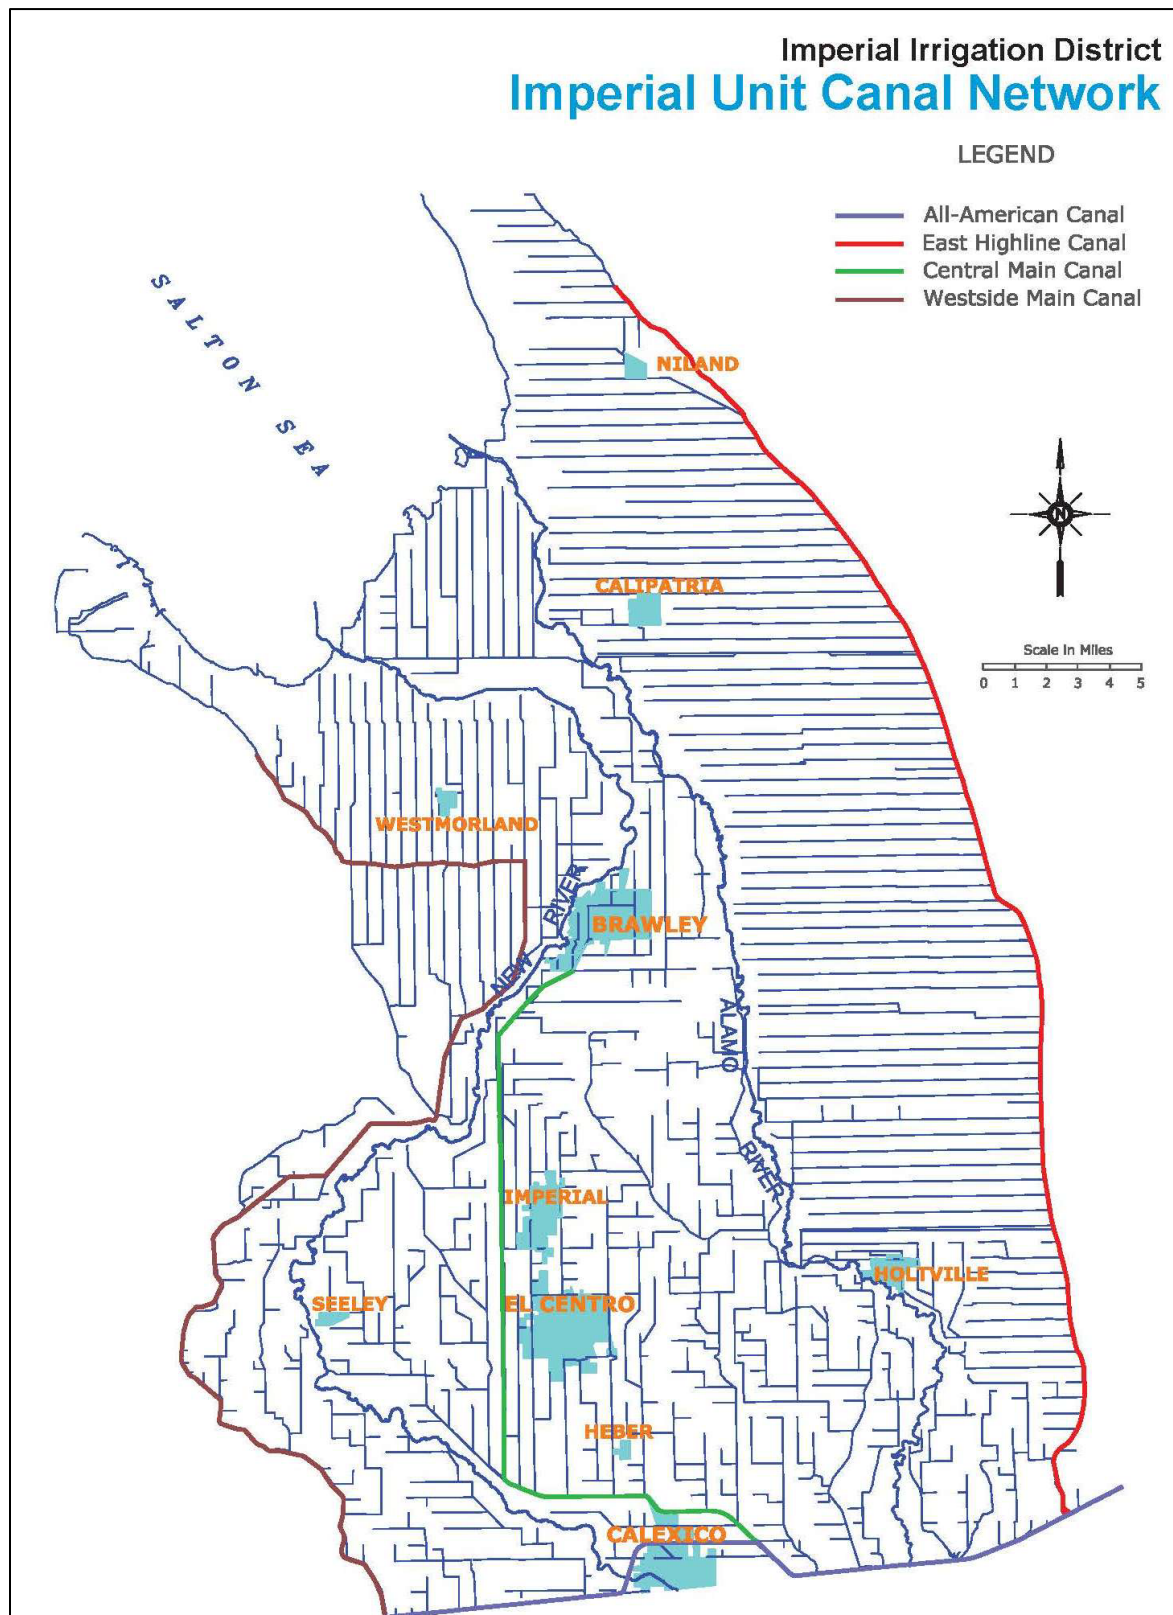 Imperial Irrigation District
Imperial Unit Canal Network
LEGEND
All-American Canal
East Highline Canal
Central Main Canal
Westside Main Canal
SALTON SEA
NILAND
N
CALIPATRIA
Scale In Miles
0 1 2 3 4 5
WESTMORLAND
NEW RIVER
BRAWLEY
ALAMO RIVER
IMPERIAL
HOLTVILLE
SEELEY
EL CENTRO
HEBER
CALEXICO